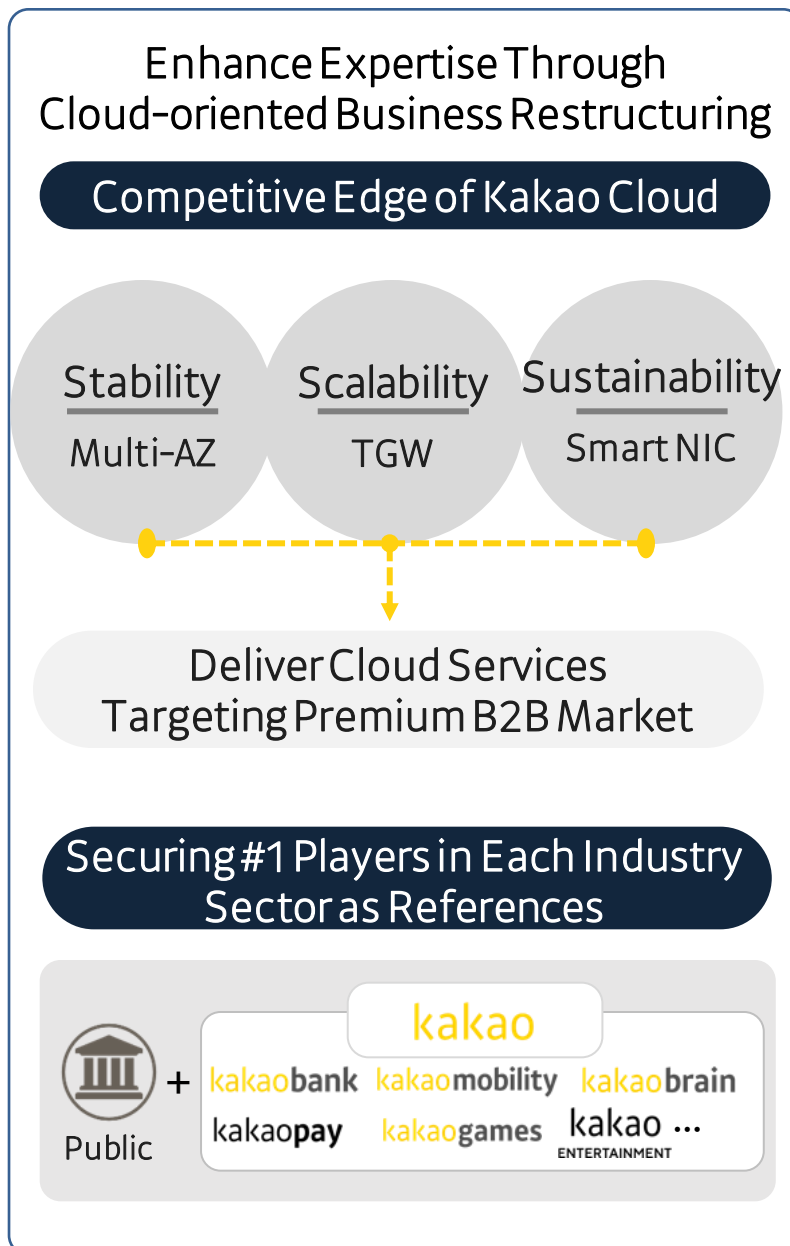 Enhance Expertise Through
Cloud-oriented Business Restructuring
Competitive Edge of Kakao Cloud
Stability
Multi-AZ
Scalability
TGW
Sustainability
Smart NIC
Deliver Cloud Services
Targeting Premium B2B Market
Securing #1 Players in Each Industry
Sector as References
Public
+
kakao
kakaobank
kakaomobility
kakaobrain
kakaopay
kakaogames
kakao
ENTERTAINMENT
...